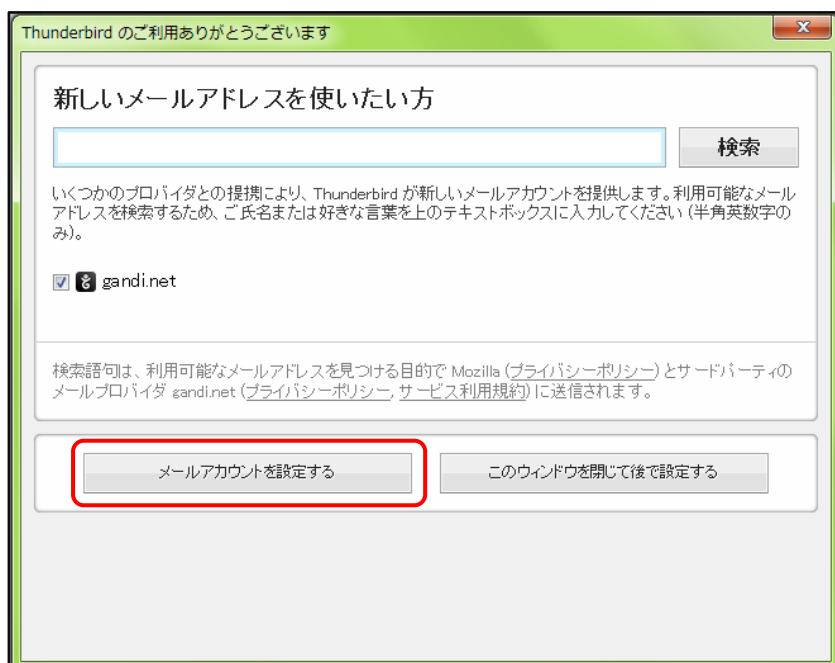 Thunderbird のご利用ありがとうございます
新しいメールアドレスを使いたい方
検索
いくつかのプロバイダとの提携により、Thunderbird が新しいメールアカウントを提供します。利用可能なメール
アドレスを検索するため、ご氏名または好きな言葉を上のテキストボックスに入力してください (半角英数字の
み)。
gandi.net
検索語句は、利用可能なメールアドレスを見つける目的で Mozilla (プライバシーポリシー) とサードパーティの
メールプロバイダ gandi.net (プライバシーポリシー, サービス利用規約) に送信されます。
メールアカウントを設定する
このウィンドウを閉じて後で設定する